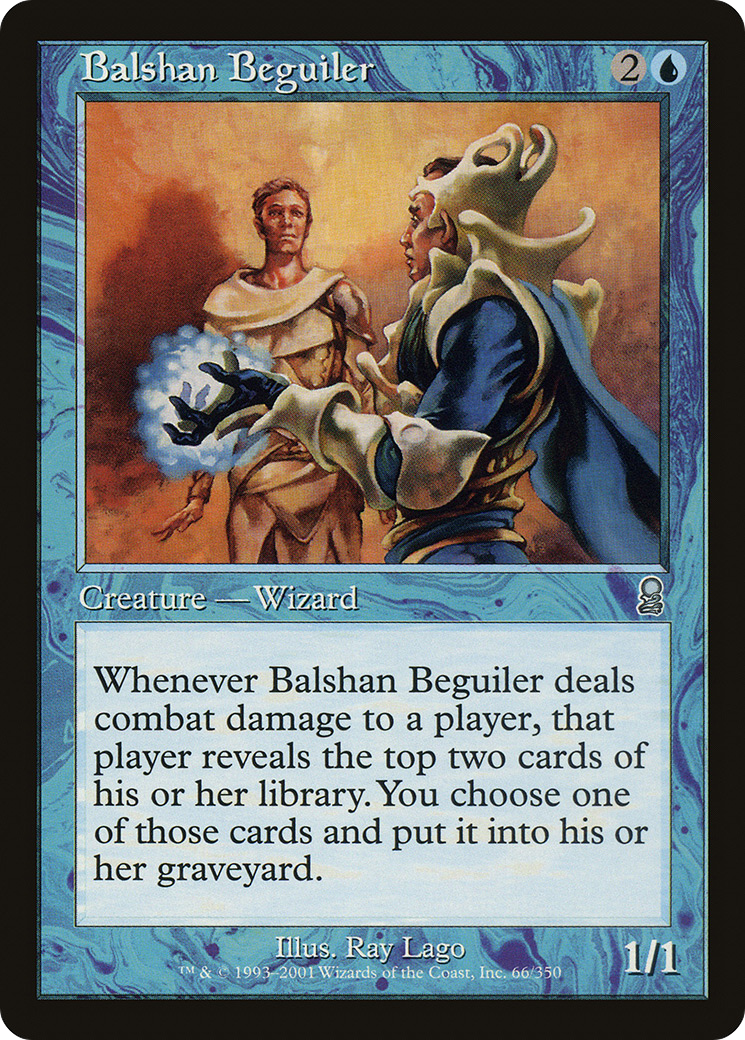 Balshan Beguiler 2
Creature — Wizard
Whenever Balshan Beguiler deals
combat damage to a player, that
player reveals the top two cards of
his or her library. You choose one
of those cards and put it into his or
her graveyard.
Illus. Ray Lago
™ & © 1993–2001 Wizards of the Coast, Inc. 66/350
1/1